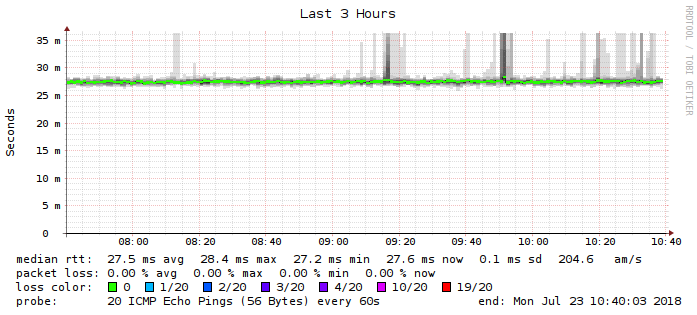 Last 3 Hours
RRDTOOL / TOBI OETIKER
Seconds
35 m
30 m
25 m
20 m
15 m
10 m
5 m
0
08:00 08:20 08:40 09:00 09:20 09:40 10:00 10:20 10:40
median rtt: 27.5 ms avg 28.4 ms max 27.2 ms min 27.6 ms now 0.1 ms sd 204.6 am/s
packet loss: 0.00 % avg 0.00 % max 0.00 % min 0.00 % now
loss color: 0 1/20 2/20 3/20 4/20 10/20 19/20
probe: 20 ICMP Echo Pings (56 Bytes) every 60s end: Mon Jul 23 10:40:03 2018